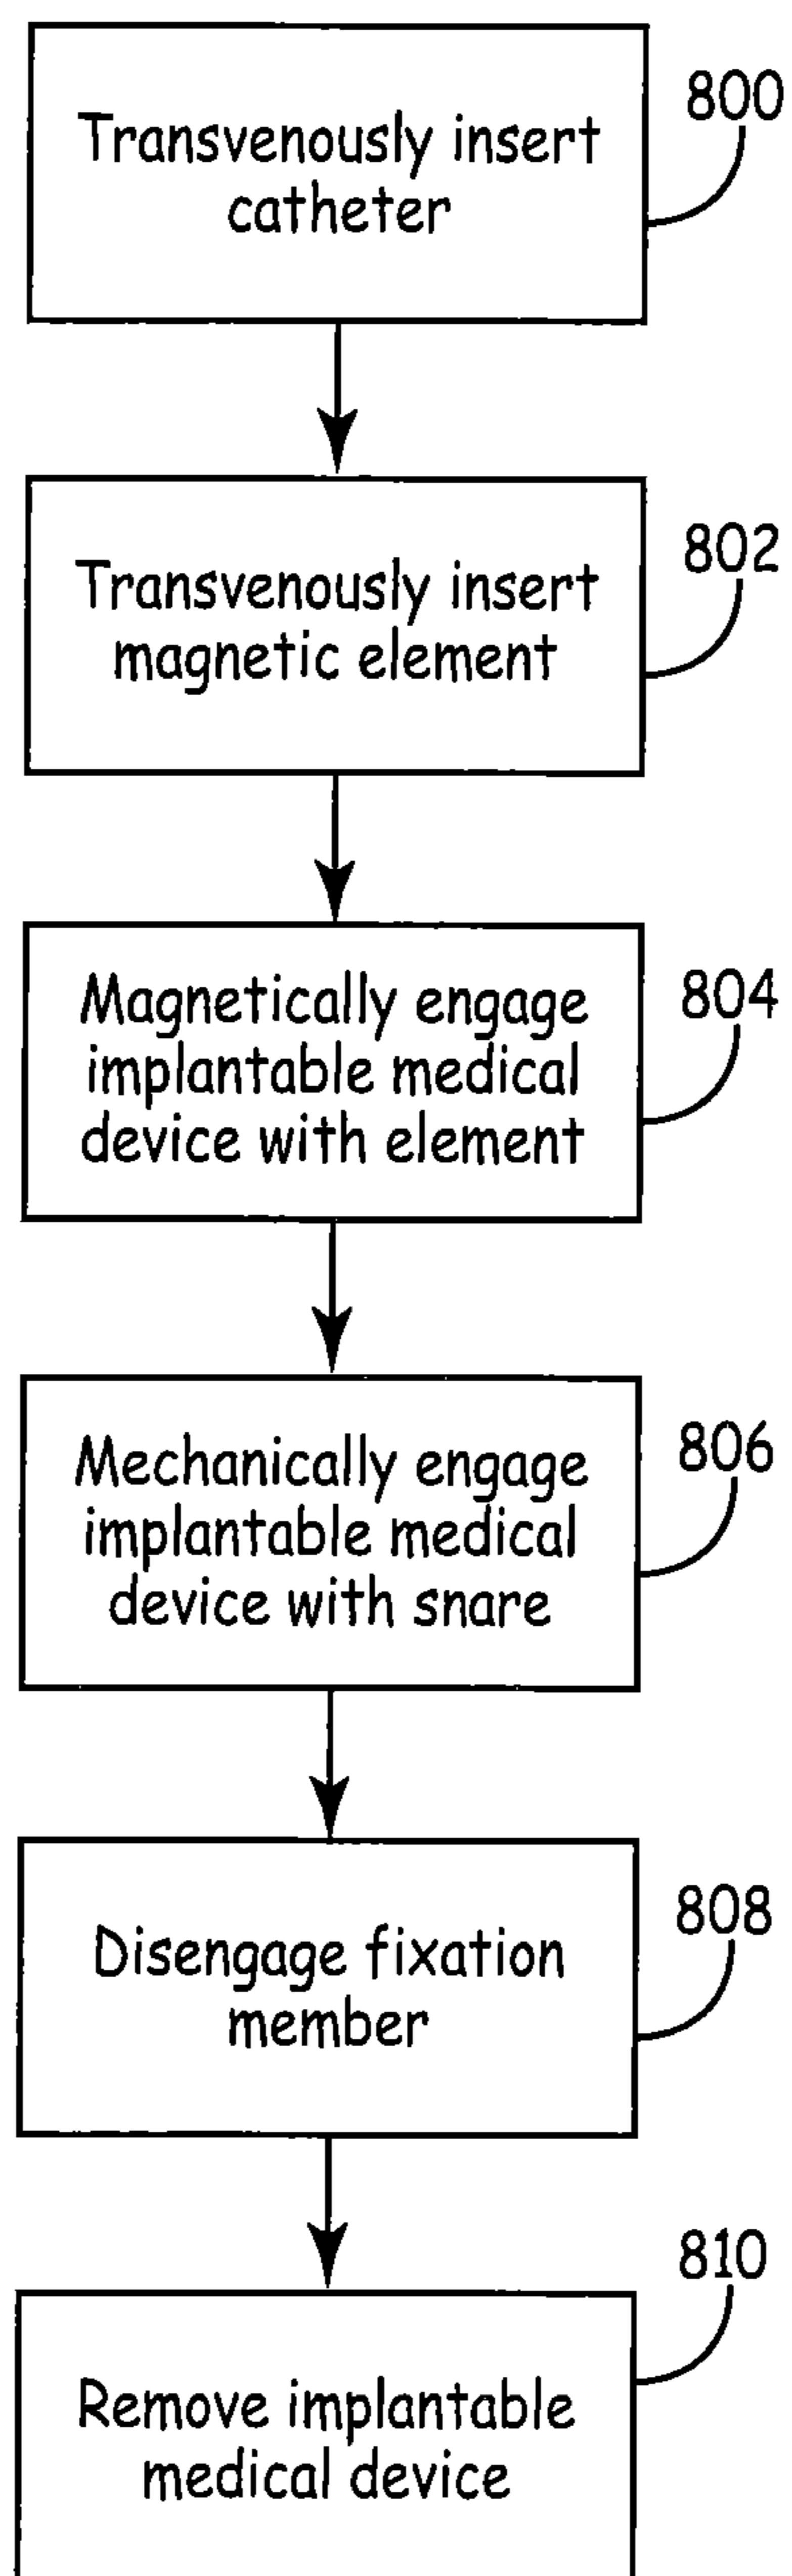 800
Transvenously insert
catheter
802
Transvenously insert
magnetic element
804
Magnetically engage
implantable medical
device with element
806
Mechanically engage
implantable medical
device with snare
808
Disengage fixation
member
810
Remove implantable
medical device